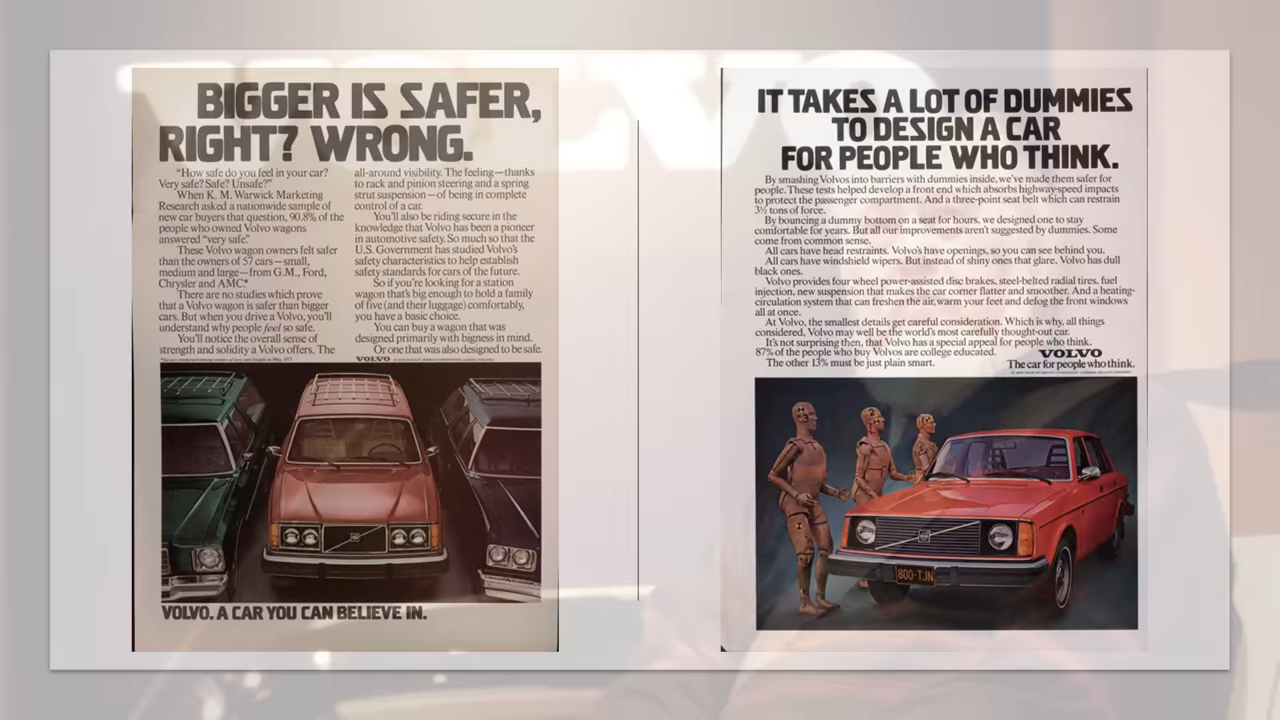 BIGGER IS SAFER,
RIGHT? WRONG.
"How safe do you feel in your car?
Very safe? Safe? Unsafe?"
When K. M. Warwick Marketing
Research asked a nationwide sample of
new car buyers that question, 90.8% of the
people who owned Volvo wagons
answered "very safe."
These Volvo wagon owners felt safer
than the owners of 57 cars—small,
medium and large—from G.M., Ford,
Chrysler and AMC.*
There are no studies which prove
that a Volvo wagon is safer than bigger
cars. But when you drive a Volvo, you'll
understand why people feel so safe.
You'll notice the overall sense of
strength and solidity a Volvo offers. The
all-around visibility. The feeling—thanks
to rack and pinion steering and a spring
strut suspension—of being in complete
control of a car.
You'll also be riding secure in the
knowledge that Volvo has been a pioneer
in automotive safety. So much so that the
U.S. Government has studied Volvo's
safety characteristics to help establish
safety standards for cars of the future.
So if you're looking for a station
wagon that's big enough to hold a family
of five (and their luggage) comfortably,
you have a basic choice.
You can buy a wagon that was
designed primarily with bigness in mind.
Or one that was also designed to be safe.
VOLVO
VOLVO. A CAR YOU CAN BELIEVE IN.
IT TAKES A LOT OF DUMMIES
TO DESIGN A CAR
FOR PEOPLE WHO THINK.
By smashing Volvos into barriers with dummies inside, we've made them safer for
people. These tests helped develop a front end which absorbs highway-speed impacts
to protect the passenger compartment. And a three-point seat belt which can restrain
3½ tons of force.
By bouncing a dummy bottom on a seat for hours, we designed one to stay
comfortable for years. But all our improvements aren't suggested by dummies. Some
come from common sense.
All cars have head restraints. Volvo's have openings, so you can see behind you.
All cars have windshield wipers. But instead of shiny ones that glare, Volvo has dull
black ones.
Volvo provides four wheel power-assisted disc brakes, steel-belted radial tires, fuel
injection, new suspension that makes the car corner flatter and smoother. And a heating-
circulation system that can freshen the air, warm your feet and defog the front windows
all at once.
At Volvo, the smallest details get careful consideration. Which is why, all things
considered, Volvo may well be the world's most carefully thought-out car.
It's not surprising then, that Volvo has a special appeal for people who think.
87% of the people who buy Volvos are college educated.
The other 13% must be just plain smart.
VOLVO
The car for people who think.
2
800-TJN